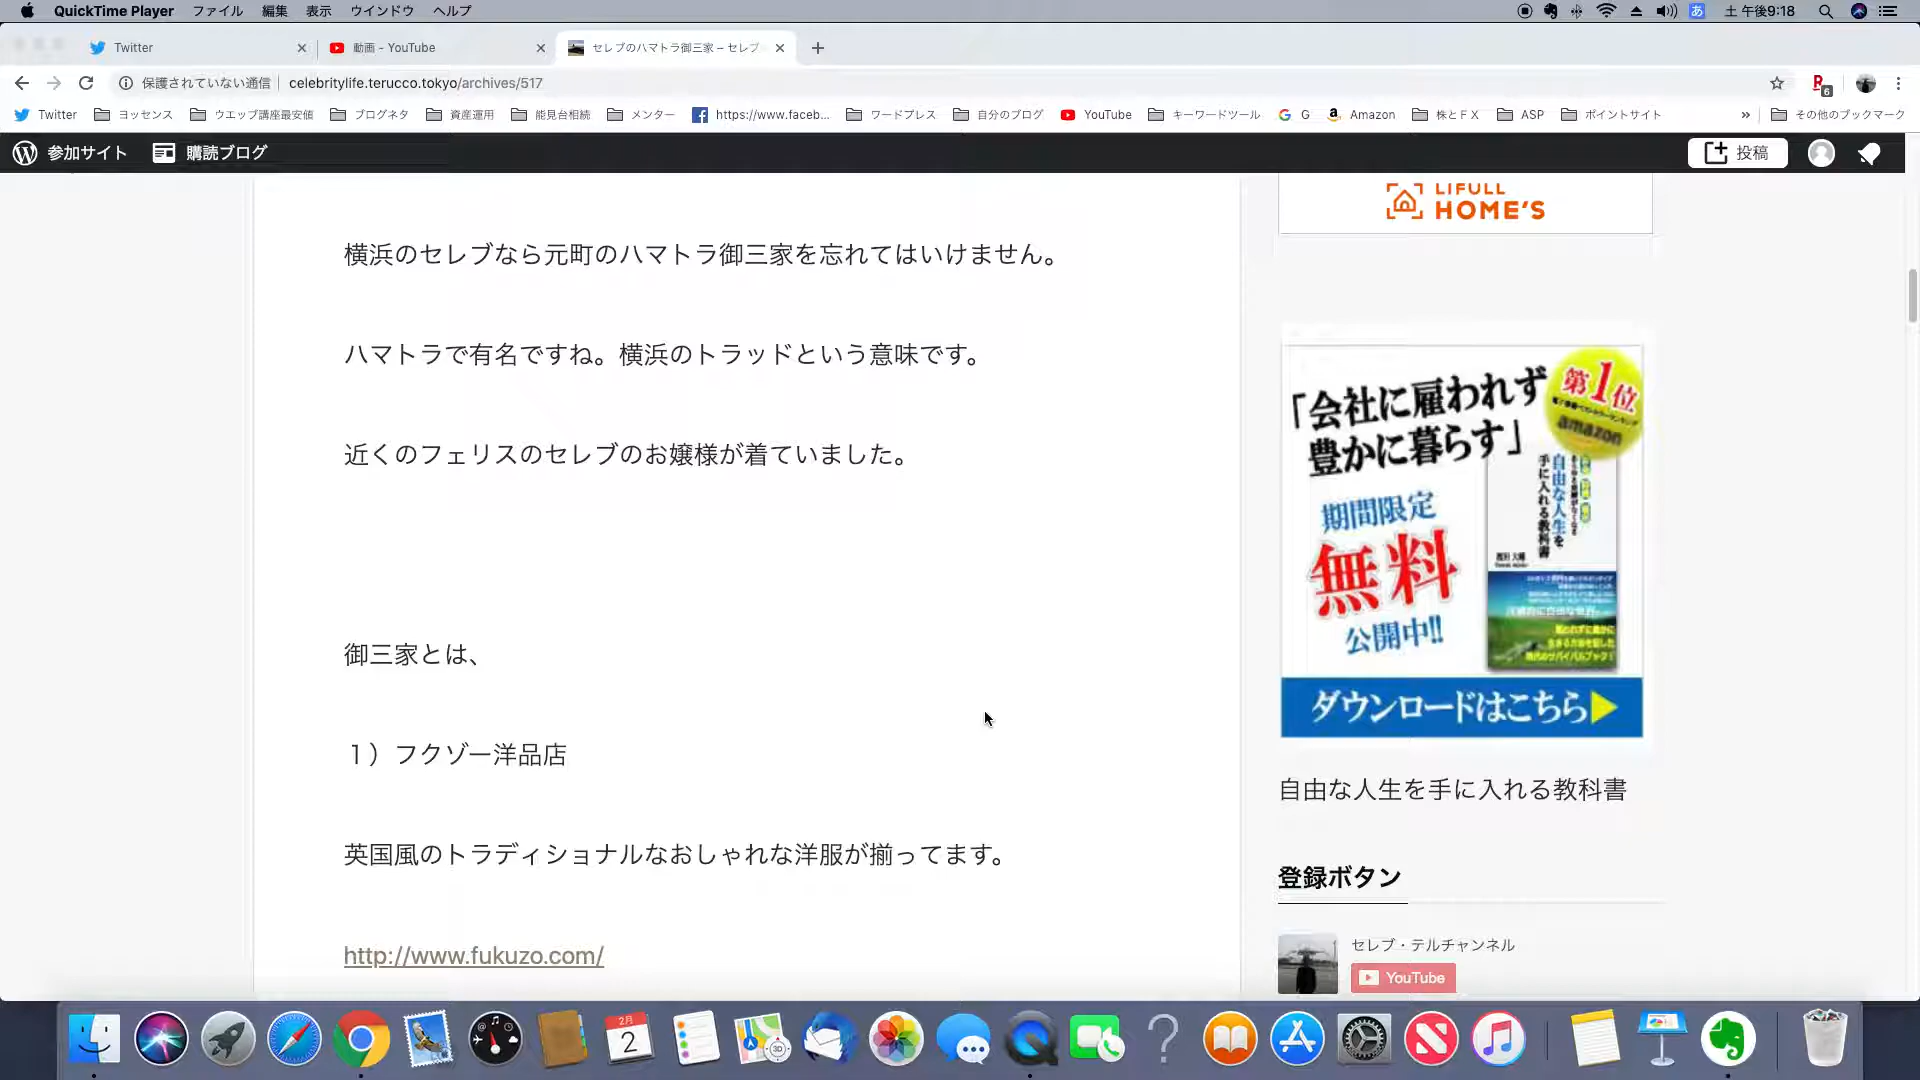 QuickTime Player ファイル 編集 表示 ウインドウ ヘルプ
あ 土 午後9:18
Twitter
動画 - YouTube
セレブのハマトラ御三家 – セレブ
保護されていない通信 celebritylife.terucco.tokyo/archives/517
6
Twitter ヨッセンス ウエッブ講座最安値 ブログネタ 資産運用 能見台相続 メンター https://www.faceb... ワードプレス 自分のブログ YouTube キーワードツール G Amazon 株とＦＸ ASP ポイントサイト » その他のブックマーク
参加サイト 購読ブログ 投稿
横浜のセレブなら元町のハマトラ御三家を忘れてはいけません。
ハマトラで有名ですね。横浜のトラッドという意味です。
近くのフェリスのセレブのお嬢様が着ていました。
御三家とは、
１）フクゾー洋品店
英国風のトラディショナルなおしゃれな洋服が揃ってます。
http://www.fukuzo.com/
LIFULL
HOME'S
「会社に雇われず
豊かに暮らす」
第1位
amazon
期間限定
無料
公開中!!
自由な人生を
手に入れる教科書
ダウンロードはこちら
自由な人生を手に入れる教科書
登録ボタン
セレブ・テルチャンネル
YouTube
2月
2
3D